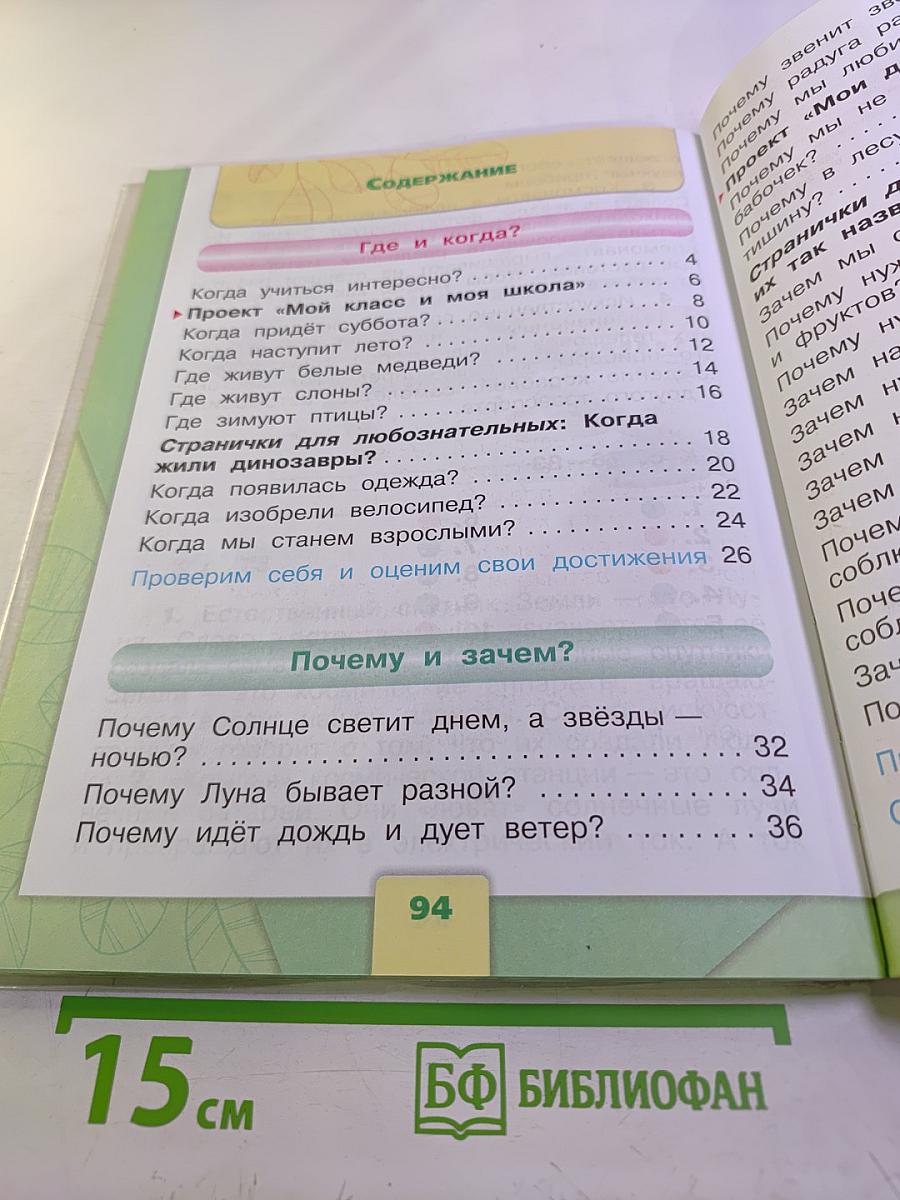 СОДЕРЖАНИЕ
Где и когда?
Когда учиться интересно? . . . . . . . . . . . . . . . . . . . 4
Проект «Мой класс и моя школа» . . . . . . 6
Когда придёт суббота? . . . . . . . . . . . . . . . . . . . 8
Когда наступит лето? . . . . . . . . . . . . . . . . . . . 10
Где живут белые медведи? . . . . . . . . . . . . . . 12
Где живут слоны? . . . . . . . . . . . . . . . . . . . . . . 14
Где зимуют птицы? . . . . . . . . . . . . . . . . . . . . . 16
Странички для любознательных: Когда
жили динозавры? . . . . . . . . . . . . . . . . . . . . . . 18
Когда появилась одежда? . . . . . . . . . . . . . . . 20
Когда изобрели велосипед? . . . . . . . . . . . . . . 22
Когда мы станем взрослыми? . . . . . . . . . . . . 24
Проверим себя и оценим свои достижения 26
Почему и зачем?
Почему Солнце светит днем, а звёзды —
ночью? . . . . . . . . . . . . . . . . . . . . . . . . . . . . . . . 32
Почему Луна бывает разной? . . . . . . . . . . . . . 34
Почему идёт дождь и дует ветер? . . . . . . . . 36
94
Почему звенит
Почему радуга
Почему мы
Проект «Мои
Почему мы не
бабочек?
Почему в лесу
тишину?
Странички
их так
Зачем мы
Почему
и фруктов?
Почему
Зачем
Зачем
Зачем
Зачем
Зачем
15 см
БФ БИБЛИОФАН